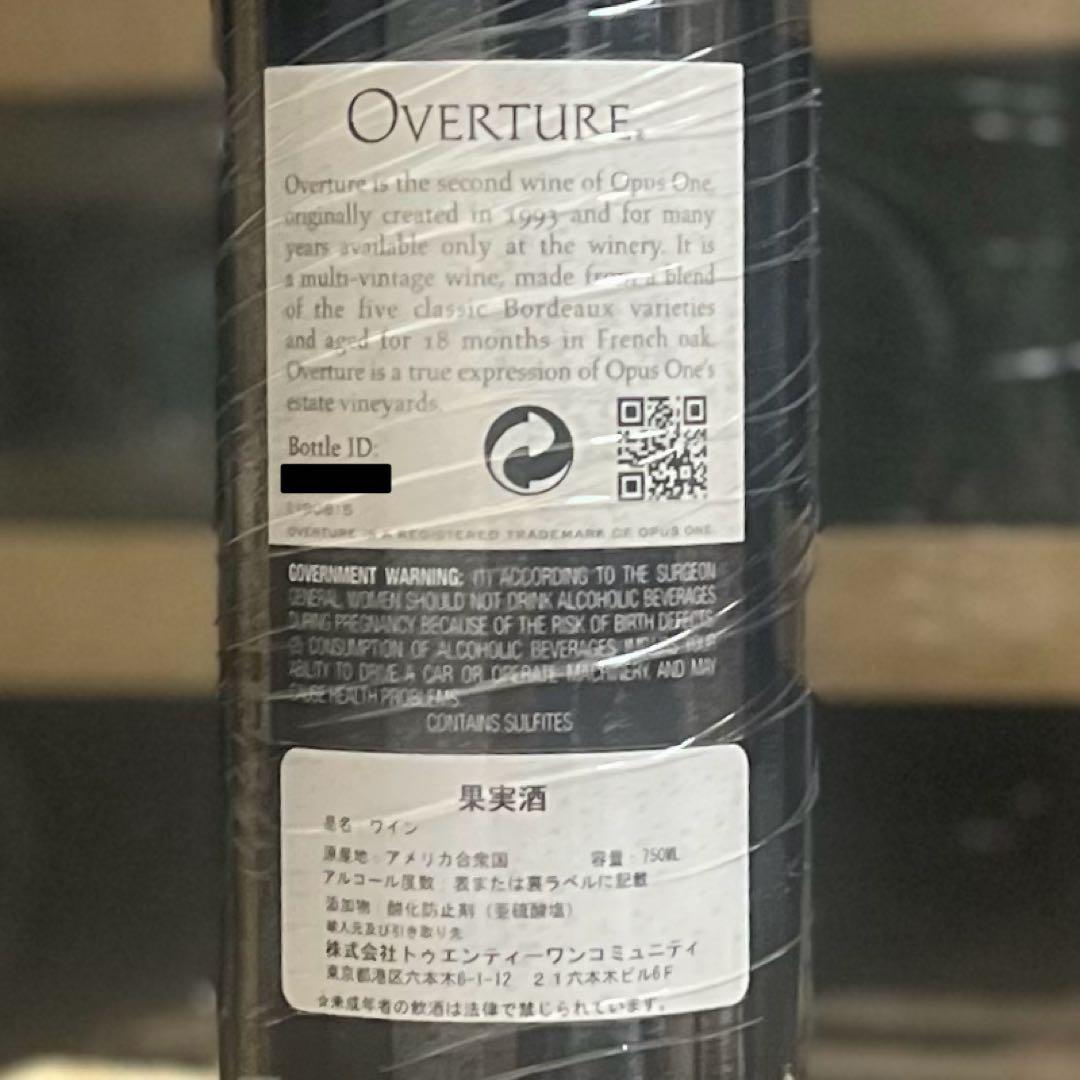 OVERTURE
Overture is the second wine of Opus One,
originally created in 1993 and for many
years available only at the winery. It is
a multi-vintage wine, made from a blend
of the five classic Bordeaux varieties
and aged for 18 months in French oak.
Overture is a true expression of Opus One's
estate vineyards.
Bottle ID:
OVERTURE IS A REGISTERED TRADEMARK OF OPUS ONE.
GOVERNMENT WARNING: (1) ACCORDING TO THE SURGEON
GENERAL, WOMEN SHOULD NOT DRINK ALCOHOLIC BEVERAGES
DURING PREGNANCY BECAUSE OF THE RISK OF BIRTH DEFECTS.
(2) CONSUMPTION OF ALCOHOLIC BEVERAGES IMPAIRS YOUR
ABILITY TO DRIVE A CAR OR OPERATE MACHINERY, AND MAY
CAUSE HEALTH PROBLEMS.
CONTAINS SULFITES
果実酒
品名 ワイン
原産地:アメリカ合衆国 容量:750ML
アルコール度数:表または裏ラベルに記載
添加物:酸化防止剤(亜硫酸塩)
輸入元及び引き取り先
株式会社トゥエンティーワンコミュニティ
東京都港区六本木6-1-12 21六本木ビル6F
☆未成年者の飲酒は法律で禁じられています。